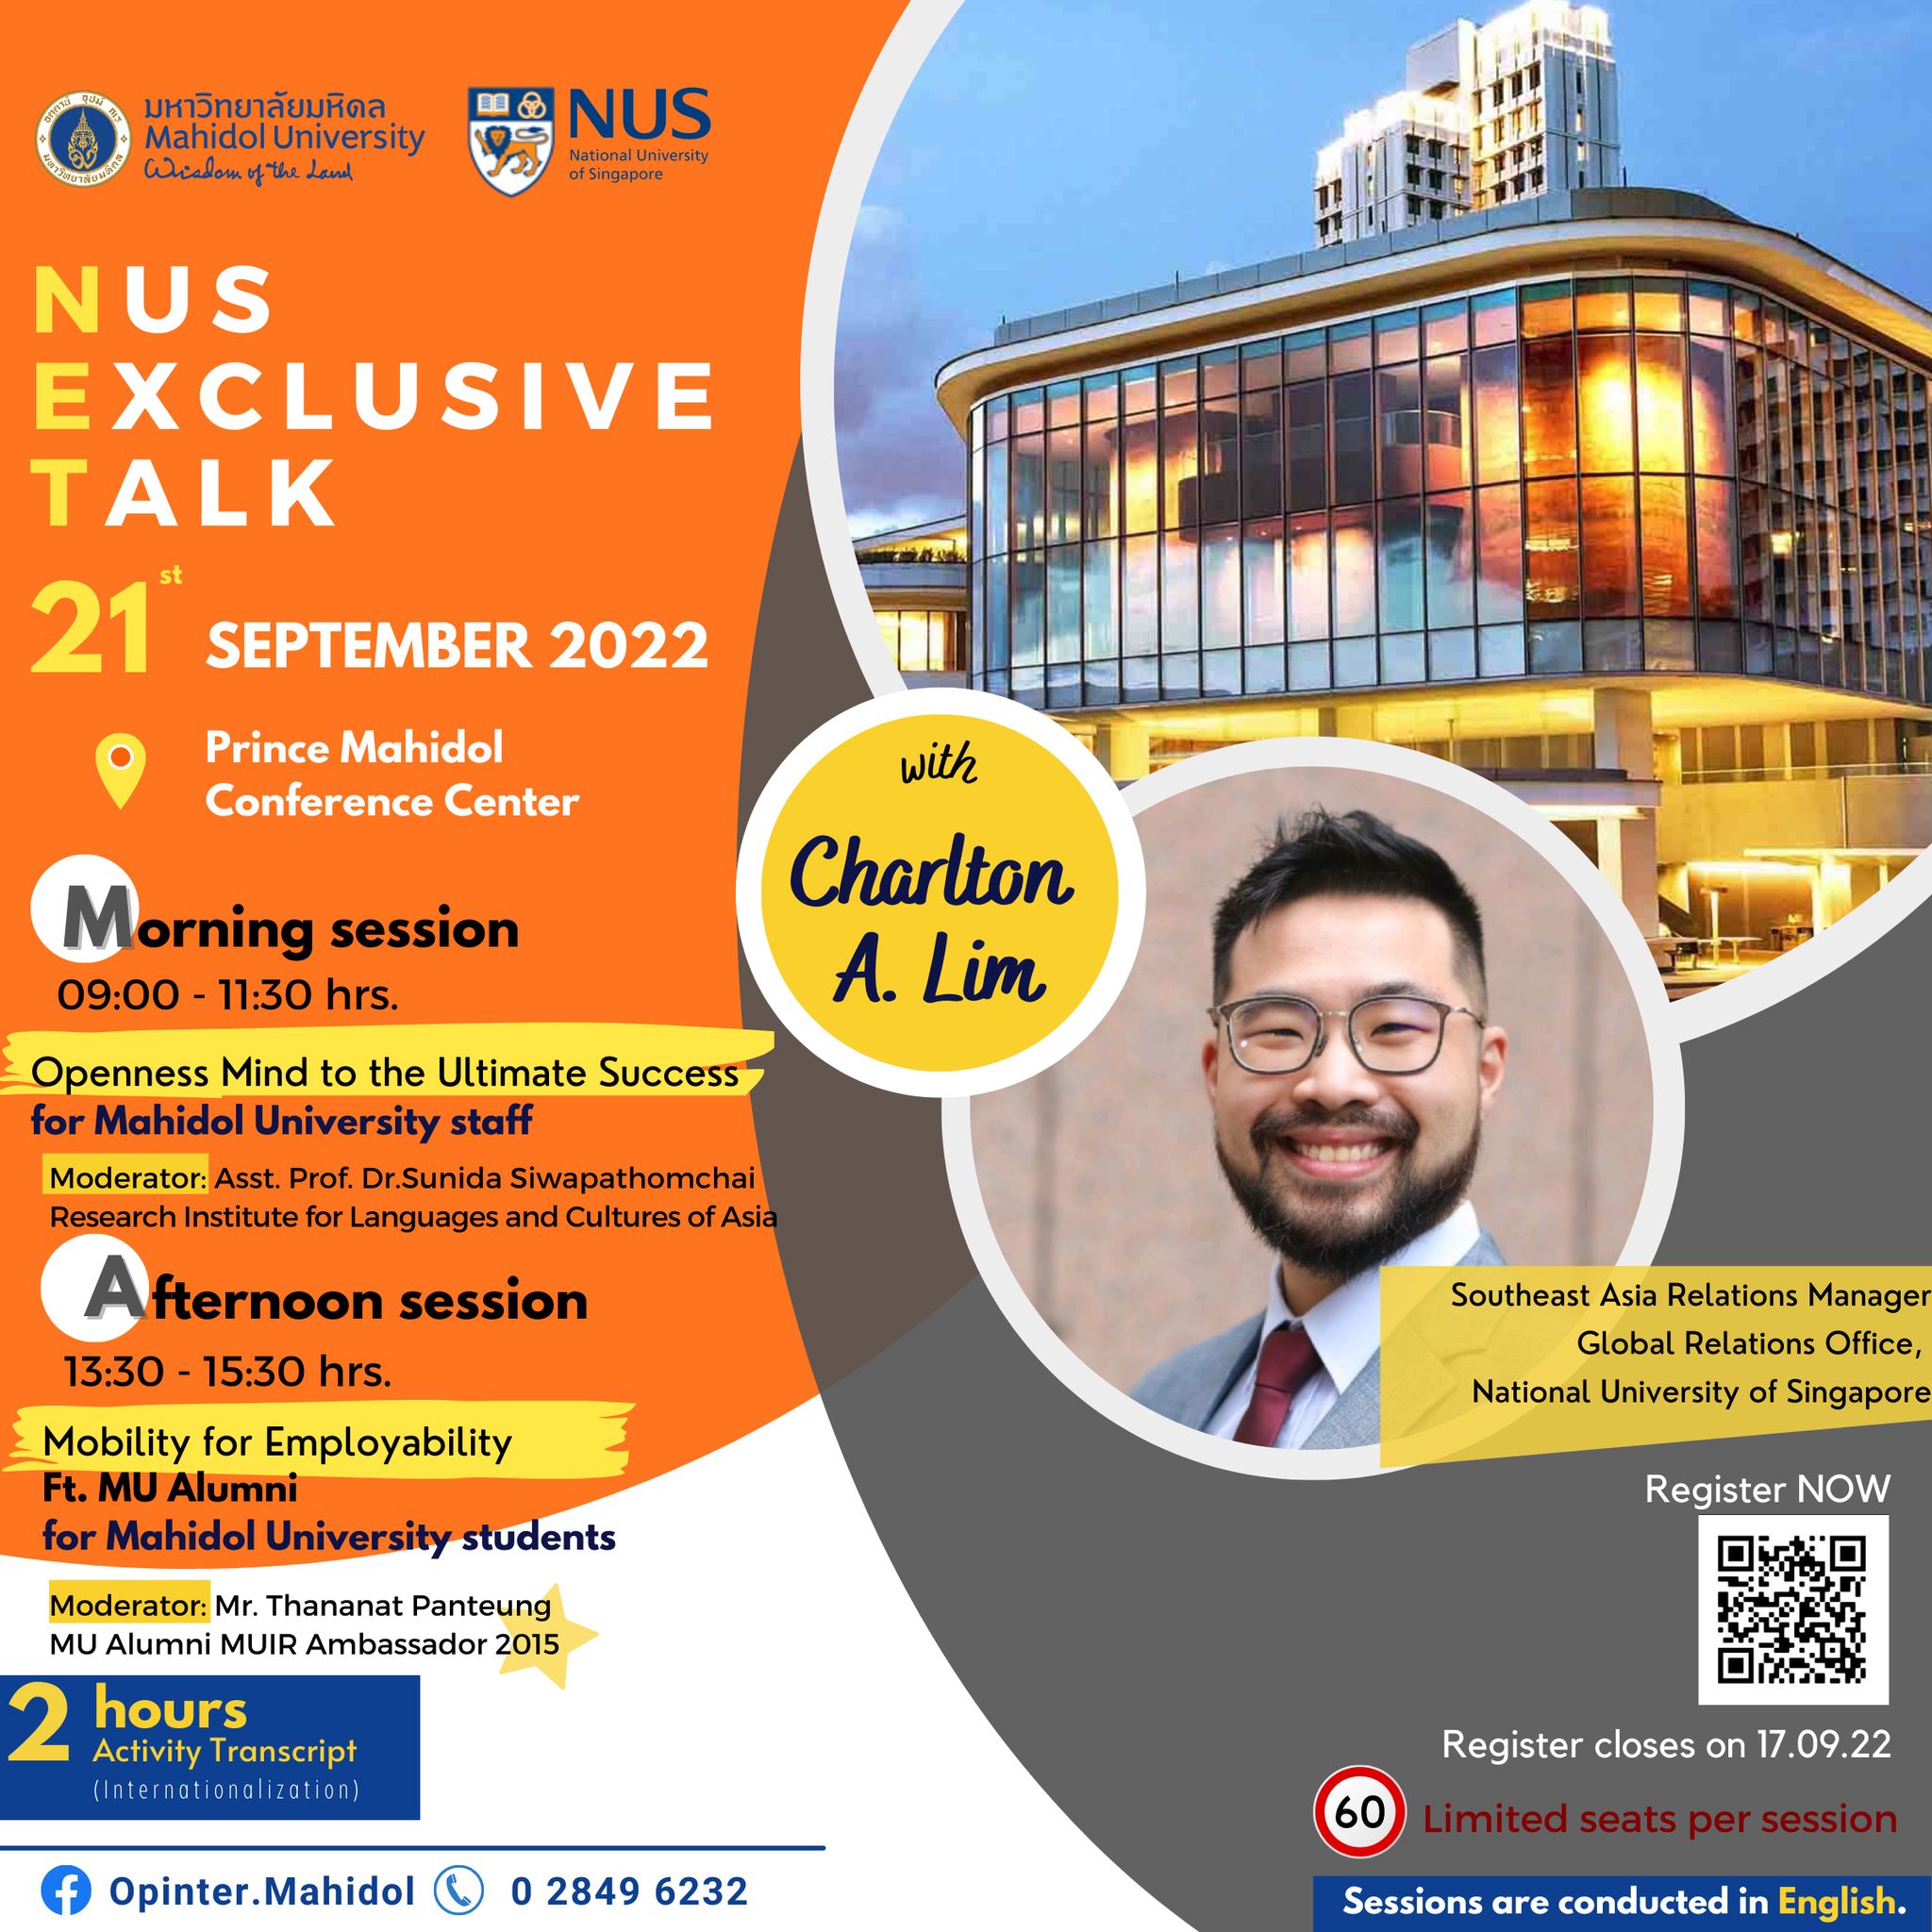 มหาวิทยาลัยมหิดล
Mahidol University
Wisdom of the Land
NUS
National University
of Singapore
NUS
EXCLUSIVE
TALK
21st SEPTEMBER 2022
Prince Mahidol
Conference Center
with
Charlton
A. Lim
Morning session
09:00 - 11:30 hrs.
Openness Mind to the Ultimate Success
for Mahidol University staff
Moderator: Asst. Prof. Dr.Sunida Siwapathomchai
Research Institute for Languages and Cultures of Asia
Afternoon session
13:30 - 15:30 hrs.
Mobility for Employability
Ft. MU Alumni
for Mahidol University students
Moderator: Mr. Thananat Panteung
MU Alumni MUIR Ambassador 2015
2 hours
Activity Transcript
(Internationalization)
Opinter.Mahidol 0 2849 6232
Southeast Asia Relations Manager
Global Relations Office,
National University of Singapore
Register NOW
Register closes on 17.09.22
60 Limited seats per session
Sessions are conducted in English.